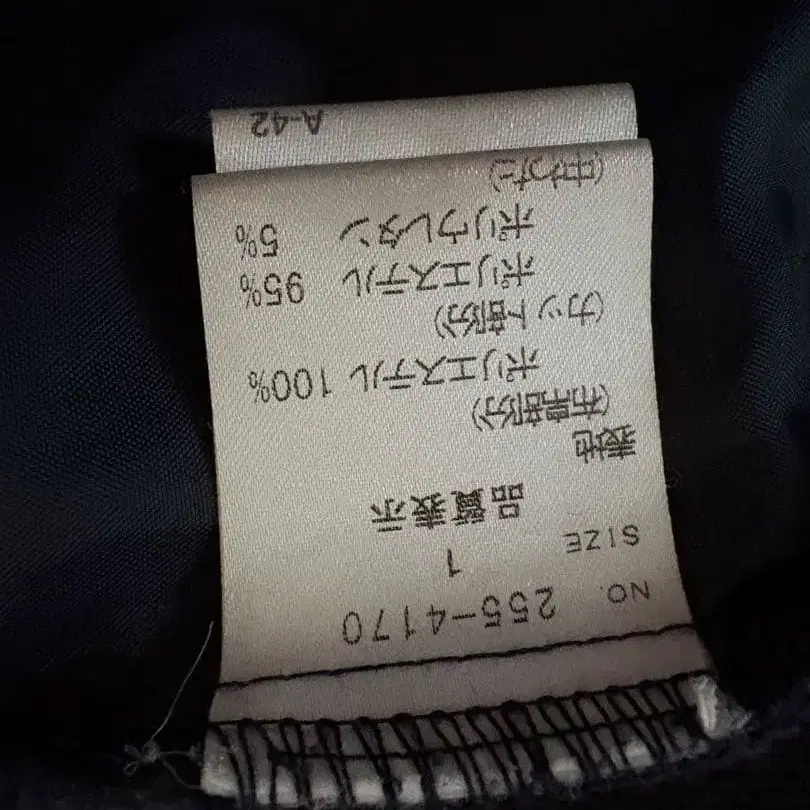 NO. 255-4170
SIZE 1
品質表示
表地
(布帛部分)
ポリエステル 100%
(カット部分)
ポリエステル 95%
ポリウレタン 5%
(中わた)
A-42